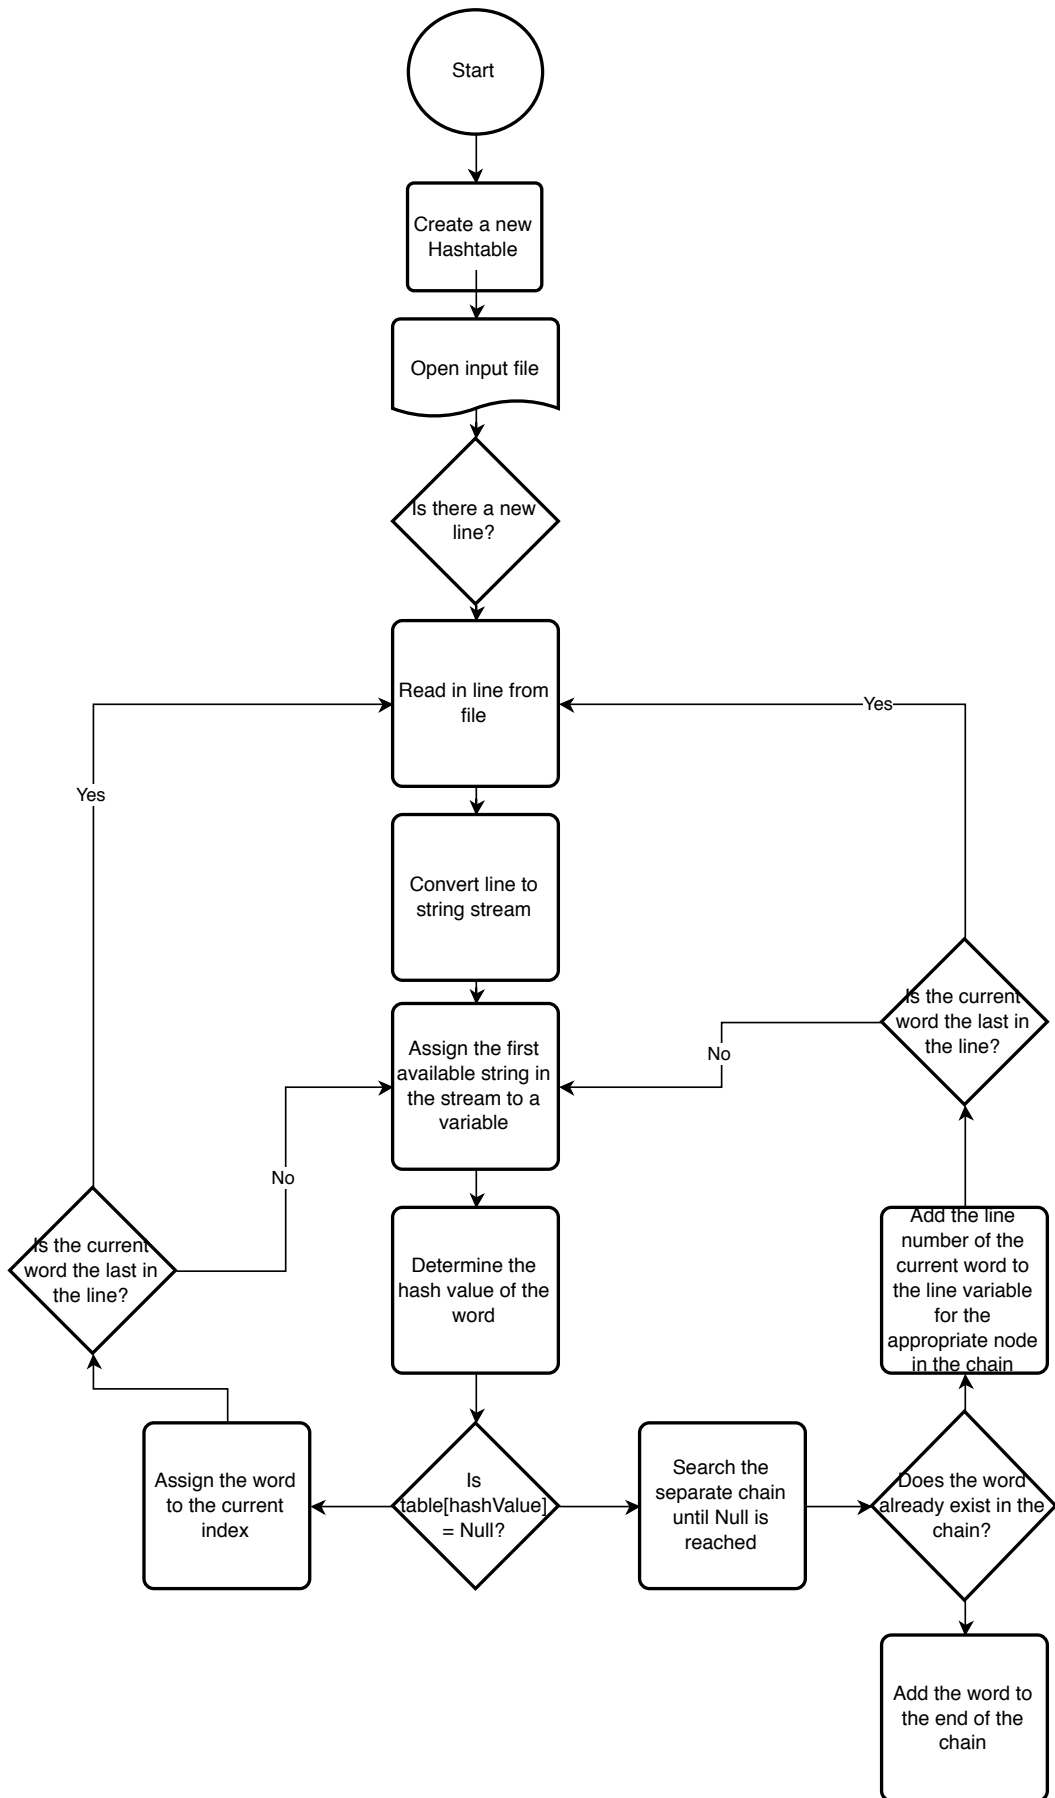 Start
Create a new
Hashtable
Open input file
Is there a new
line?
Read in line from
file
Yes
Yes
Convert line to
string stream
Is the current
word the last in
the line?
Assign the first
available string in
the stream to a
variable
No
No
Is the current
word the last in
the line?
Determine the
hash value of the
word
Add the line
number of the
current word to
the line variable
for the
appropriate node
in the chain
Assign the word
to the current
index
Is
table[hashValue]
= Null?
Search the
separate chain
until Null is
reached
Does the word
already exist in the
chain?
Add the word to
the end of the
chain